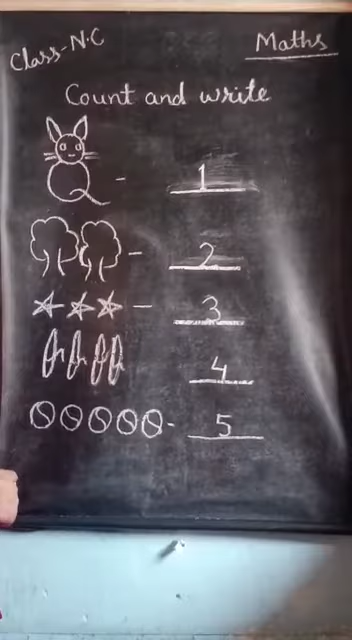 Class-N.C
Maths
Count and write
- 1
- 2
- 3
4
- 5